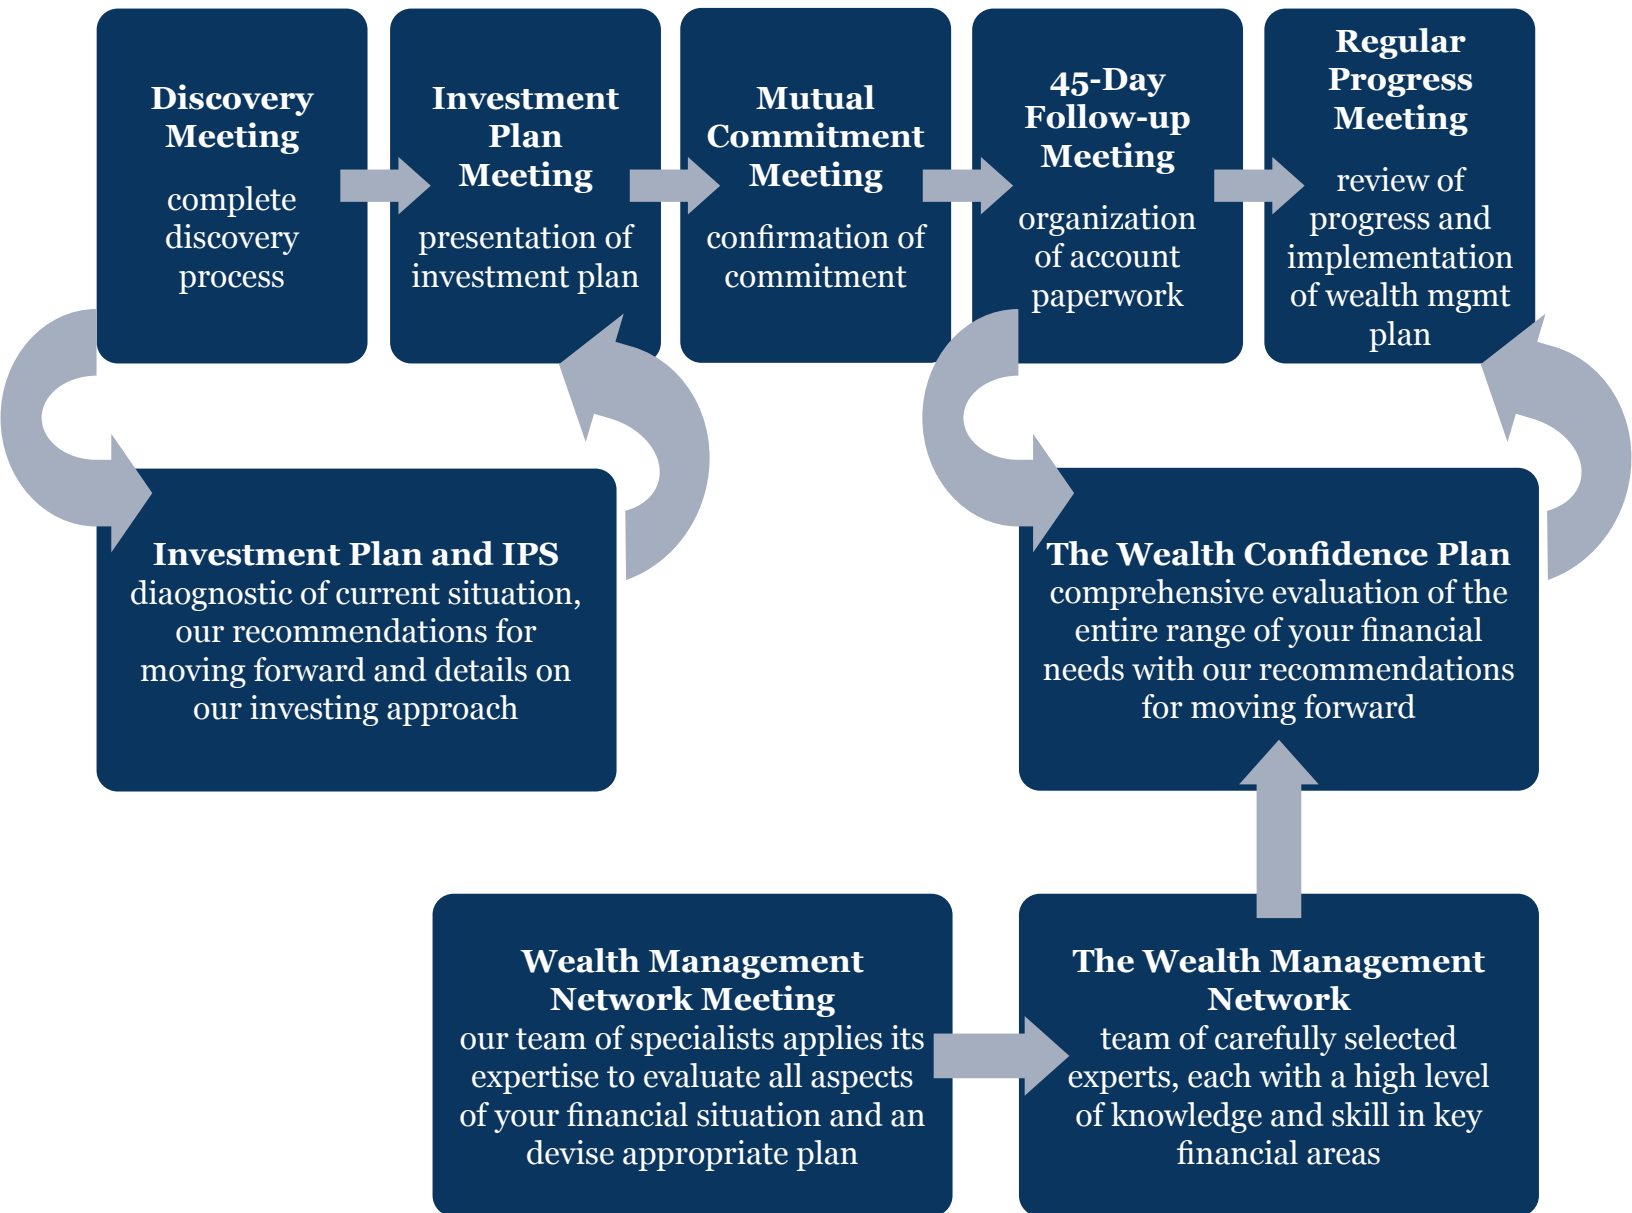 Discovery
Meeting
complete
discovery
process
Investment
Plan
Meeting
presentation of
investment plan
Mutual
Commitment
Meeting
confirmation of
commitment
45-Day
Follow-up
Meeting
organization
of account
paperwork
Regular
Progress
Meeting
review of
progress and
implementation
of wealth mgmt
plan
Investment Plan and IPS
diaognostic of current situation,
our recommendations for
moving forward and details on
our investing approach
The Wealth Confidence Plan
comprehensive evaluation of the
entire range of your financial
needs with our recommendations
for moving forward
Wealth Management
Network Meeting
our team of specialists applies its
expertise to evaluate all aspects
of your financial situation and an
devise appropriate plan
The Wealth Management
Network
team of carefully selected
experts, each with a high level
of knowledge and skill in key
financial areas